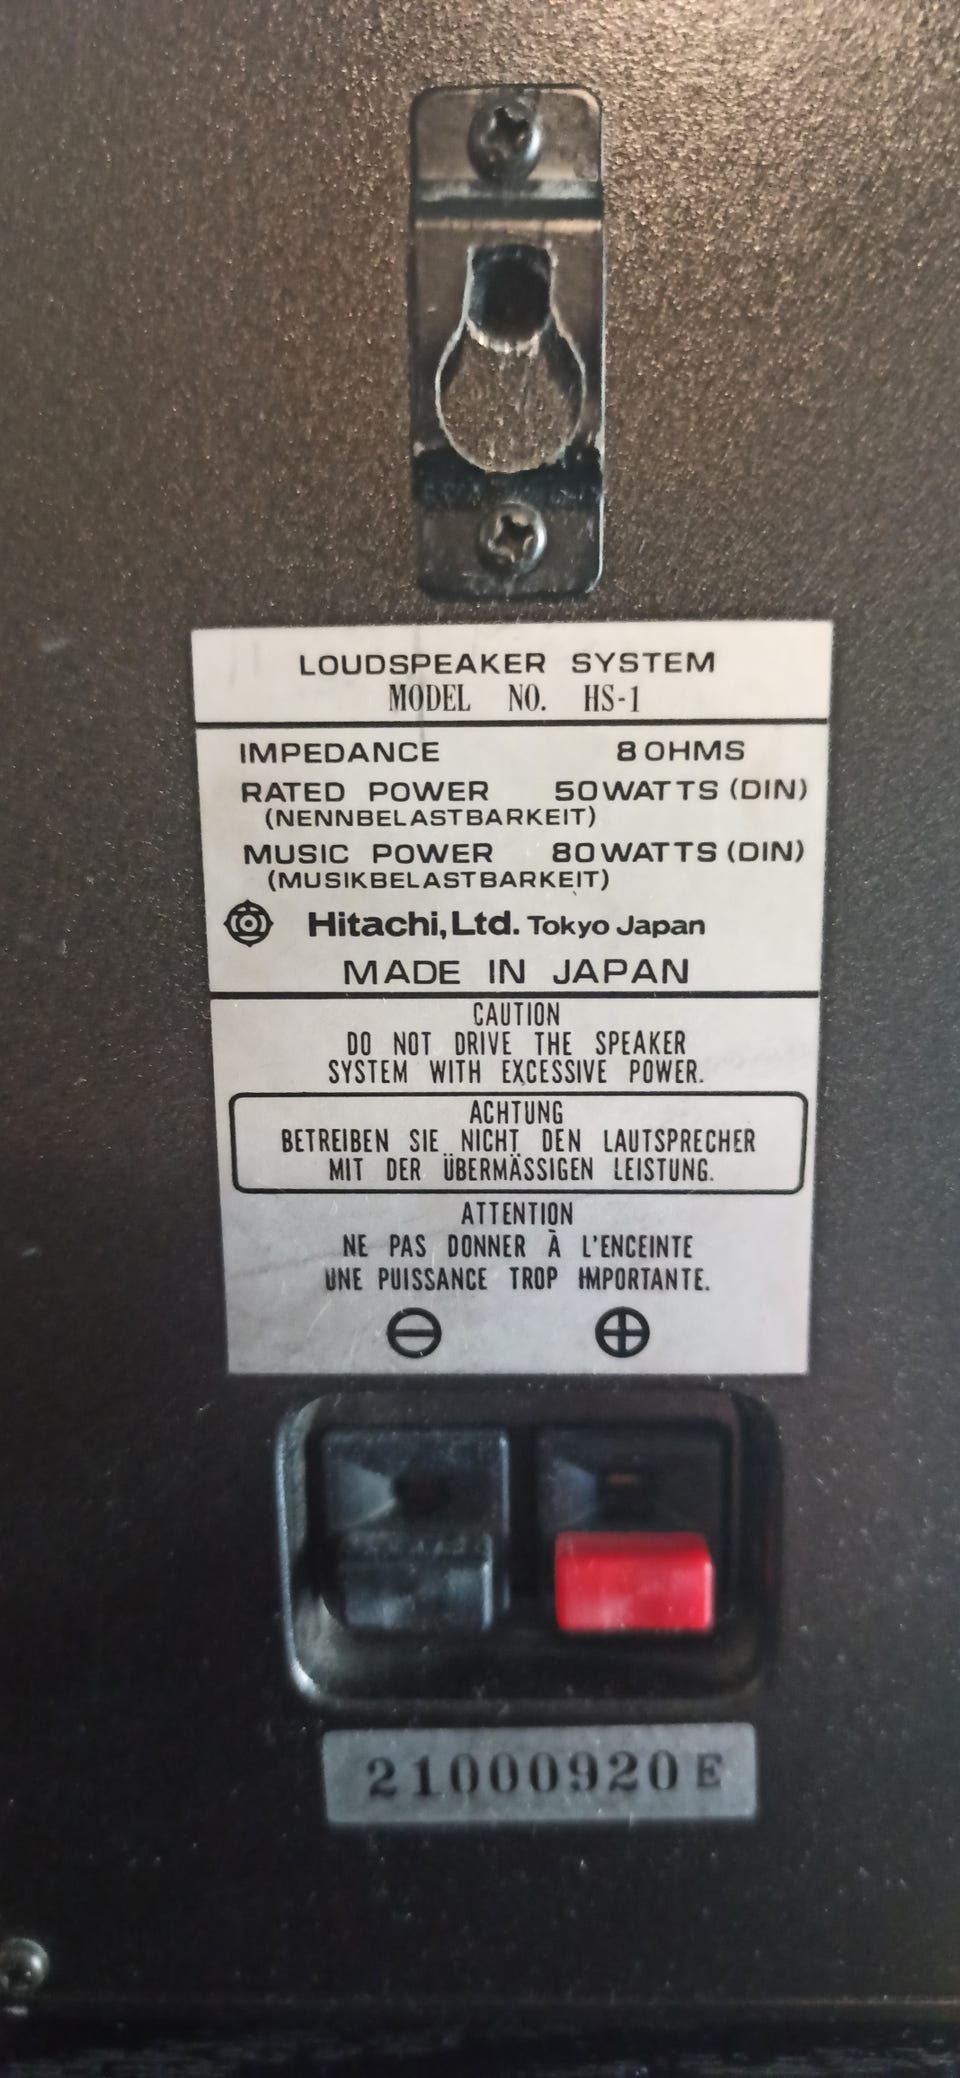 LOUDSPEAKER SYSTEM
MODEL NO. HS-1
IMPEDANCE 8 OHMS
RATED POWER 50 WATTS (DIN)
(NENNBELASTBARKEIT)
MUSIC POWER 80 WATTS (DIN)
(MUSIKBELASTBARKEIT)
Hitachi, Ltd. Tokyo Japan
MADE IN JAPAN
CAUTION
DO NOT DRIVE THE SPEAKER
SYSTEM WITH EXCESSIVE POWER.
ACHTUNG
BETREIBEN SIE NICHT DEN LAUTSPRECHER
MIT DER ÜBERMÄSSIGEN LEISTUNG.
ATTENTION
NE PAS DONNER À L'ENCEINTE
UNE PUISSANCE TROP IMPORTANTE.
⊖ ⊕
21000920 E